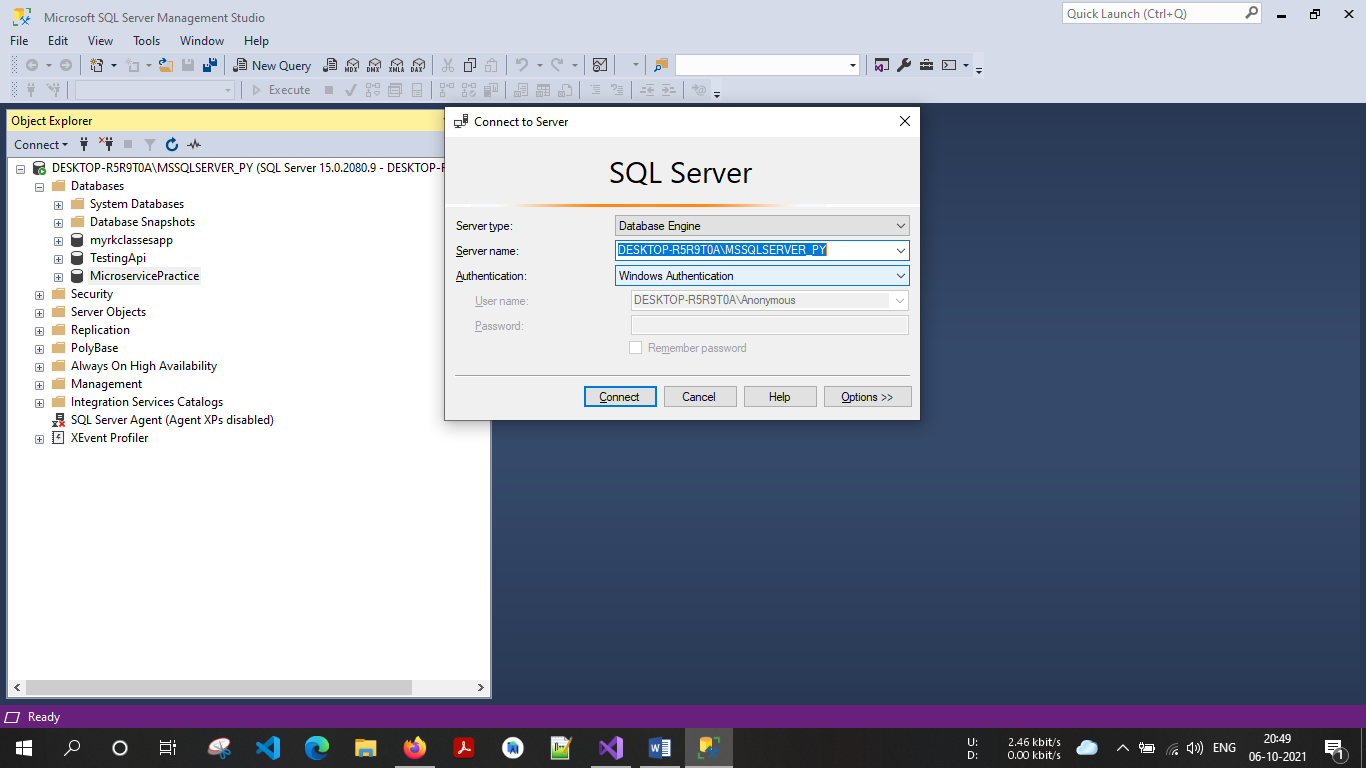 Microsoft SQL Server Management Studio
Quick Launch (Ctrl+Q)
File Edit View Tools Window Help
New Query MDX DMX XMLA DAX
Execute
Object Explorer
Connect
DESKTOP-R5R9T0A\MSSQLSERVER_PY (SQL Server 15.0.2080.9 - DESKTOP-R
Databases
System Databases
Database Snapshots
myrkclassesapp
TestingApi
MicroservicePractice
Security
Server Objects
Replication
PolyBase
Always On High Availability
Management
Integration Services Catalogs
SQL Server Agent (Agent XPs disabled)
XEvent Profiler
Connect to Server
SQL Server
Server type: Database Engine
Server name: DESKTOP-R5R9T0A\MSSQLSERVER_PY
Authentication: Windows Authentication
User name: DESKTOP-R5R9T0A\Anonymous
Password:
Remember password
Connect Cancel Help Options >>
Ready
U: 2.46 kbit/s
D: 0.00 kbit/s
ENG
20:49
06-10-2021
1